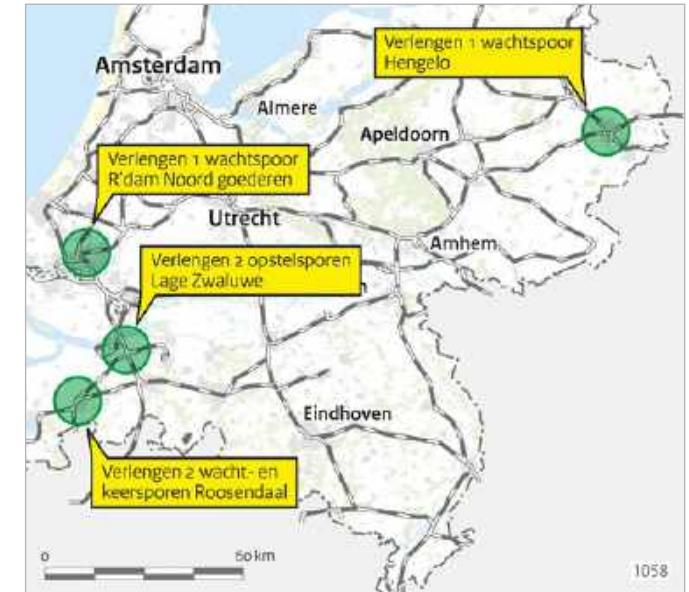 Amsterdam
Verlengen 1 wachtspoor
Hengelo
Almere
Apeldoorn
Verlengen 1 wachtspoor
R'dam Noord goederen
Utrecht
Arnhem
Verlengen 2 opstelsporen
Lage Zwaluwe
Eindhoven
Verlengen 2 wacht- en
keersporen Roosendaal
0
60 km
1058